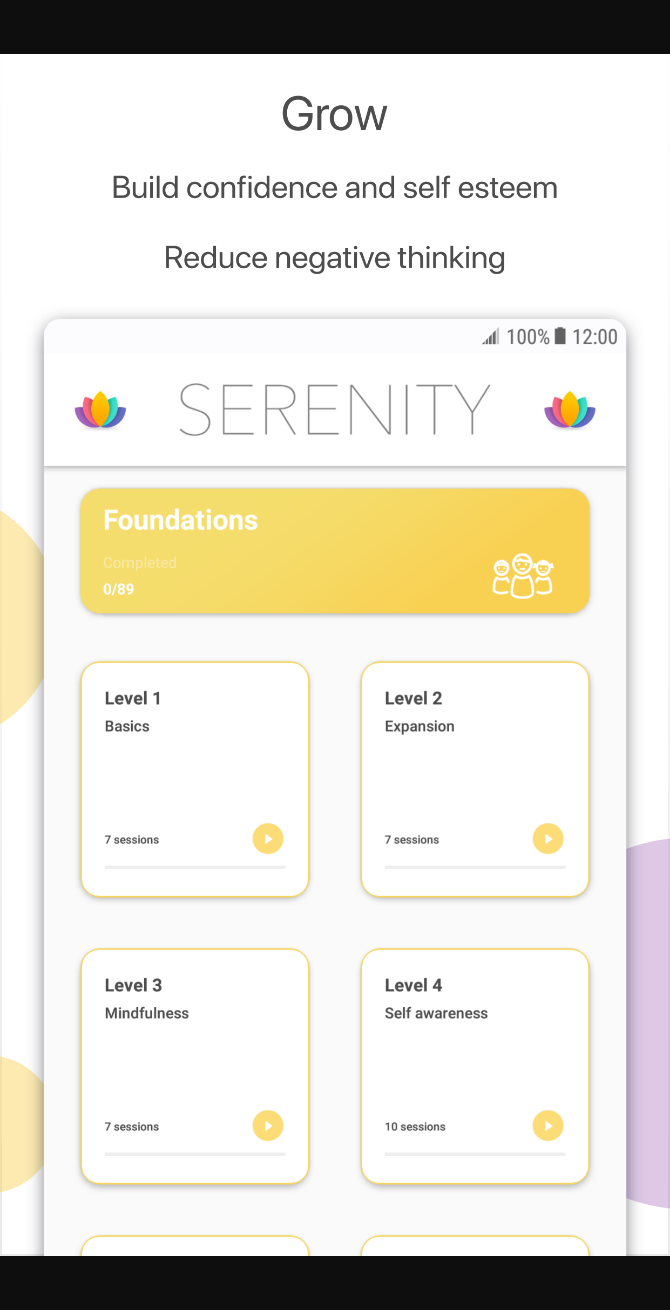 Grow
Build confidence and self esteem
Reduce negative thinking
100% 12:00
SERENITY
Foundations
Completed
0/89
Level 1
Basics
7 sessions
Level 2
Expansion
7 sessions
Level 3
Mindfulness
7 sessions
Level 4
Self awareness
10 sessions